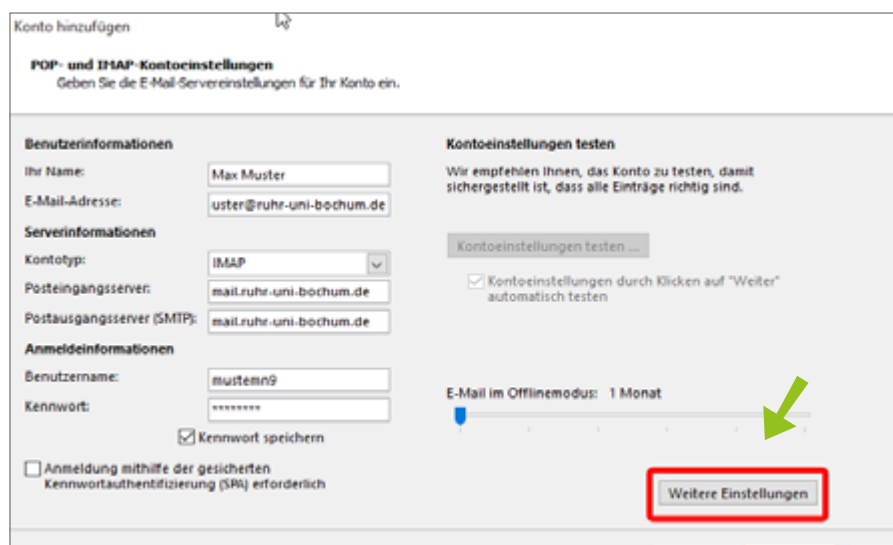 Konto hinzufügen
POP- und IMAP-Kontoeinstellungen
Geben Sie die E-Mail-Servereinstellungen für Ihr Konto ein.
Benutzerinformationen
Ihr Name:
Max Muster
E-Mail-Adresse:
uster@ruhr-uni-bochum.de
Serverinformationen
Kontotyp:
IMAP
Posteingangsserver:
mail.ruhr-uni-bochum.de
Postausgangsserver (SMTP):
mail.ruhr-uni-bochum.de
Anmeldeinformationen
Benutzername:
mustemn9
Kennwort:
********
Kennwort speichern
Anmeldung mithilfe der gesicherten
Kennwortauthentifizierung (SPA) erforderlich
Kontoeinstellungen testen
Wir empfehlen Ihnen, das Konto zu testen, damit
sichergestellt ist, dass alle Einträge richtig sind.
Kontoeinstellungen testen ...
Kontoeinstellungen durch Klicken auf "Weiter"
automatisch testen
E-Mail im Offlinemodus: 1 Monat
Weitere Einstellungen